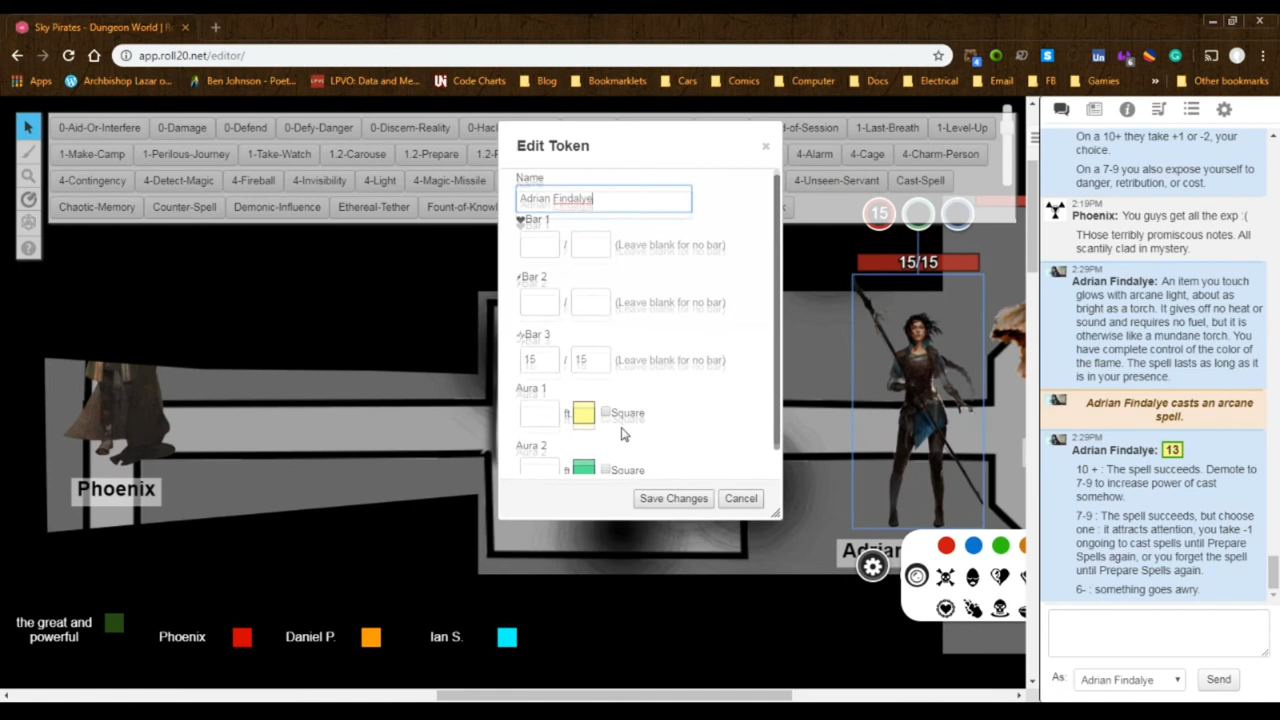 Sky Pirates - Dungeon World | R
app.roll20.net/editor/
Apps
Archbishop Lazar o...
Ben Johnson - Poet...
LPVO: Data and Me...
Code Charts
Blog
Bookmarklets
Cars
Comics
Computer
Docs
Electrical
Email
FB
Games
»
Other bookmarks
0-Aid-Or-Interfere
0-Damage
0-Defend
0-Defy-Danger
0-Discern-Reality
0-Hac
d-of-Session
1-Last-Breath
1-Level-Up
1-Make-Camp
1-Perilous-Journey
1-Take-Watch
1.2-Carouse
1.2-Prepare
1.2-F
4-Alarm
4-Cage
4-Charm-Person
4-Contingency
4-Detect-Magic
4-Fireball
4-Invisibility
4-Light
4-Magic-Missile
4-Unseen-Servant
Cast-Spell
Chaotic-Memory
Counter-Spell
Demonic-Influence
Ethereal-Tether
Fount-of-Know
Edit Token
×
Name
Adrian Findalye
Bar 1
/ (Leave blank for no bar)
Bar 2
/ (Leave blank for no bar)
Bar 3
15 / 15 (Leave blank for no bar)
Aura 1
ft. Square
Aura 2
ft. Square
Save Changes
Cancel
15
15/15
Phoenix
Adrian
the great and
powerful
Phoenix
Daniel P.
Ian S.
On a 10+ they take +1 or -2, your
choice.
On a 7-9 you also expose yourself to
danger, retribution, or cost.
2:19PM
Phoenix: You guys get all the exp :(
THose terribly promiscous notes. All
scantily clad in mystery.
2:29PM
Adrian Findalye: An item you touch
glows with arcane light, about as
bright as a torch. It gives off no heat or
sound and requires no fuel, but it is
otherwise like a mundane torch. You
have complete control of the color of
the flame. The spell lasts as long as it
is in your presence.
Adrian Findalye casts an arcane
spell.
2:29PM
Adrian Findalye: 13
10 + : The spell succeeds. Demote to
7-9 to increase power of cast
somehow.
7-9 : The spell succeeds, but choose
one : it attracts attention, you take -1
ongoing to cast spells until Prepare
Spells again, or you forget the spell
until Prepare Spells again.
6- : something goes awry.
As:
Adrian Findalye
Send